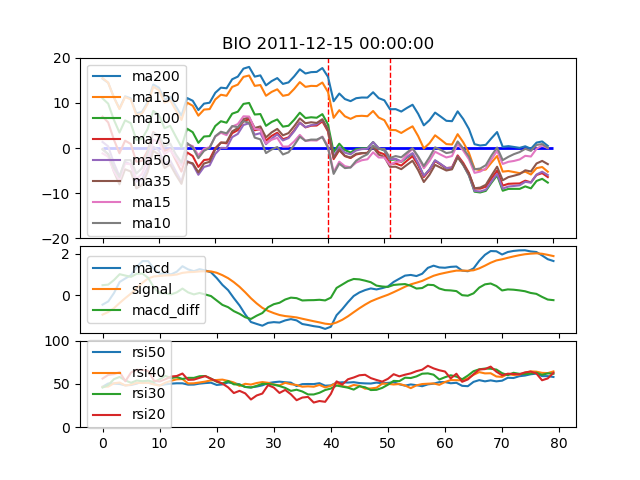 BIO 2011-12-15 00:00:00
20
10
0
−10
−20
ma200
ma150
ma100
ma75
ma50
ma35
ma15
ma10
2
0
macd
signal
macd_diff
100
50
0
rsi50
rsi40
rsi30
rsi20
0 10 20 30 40 50 60 70 80